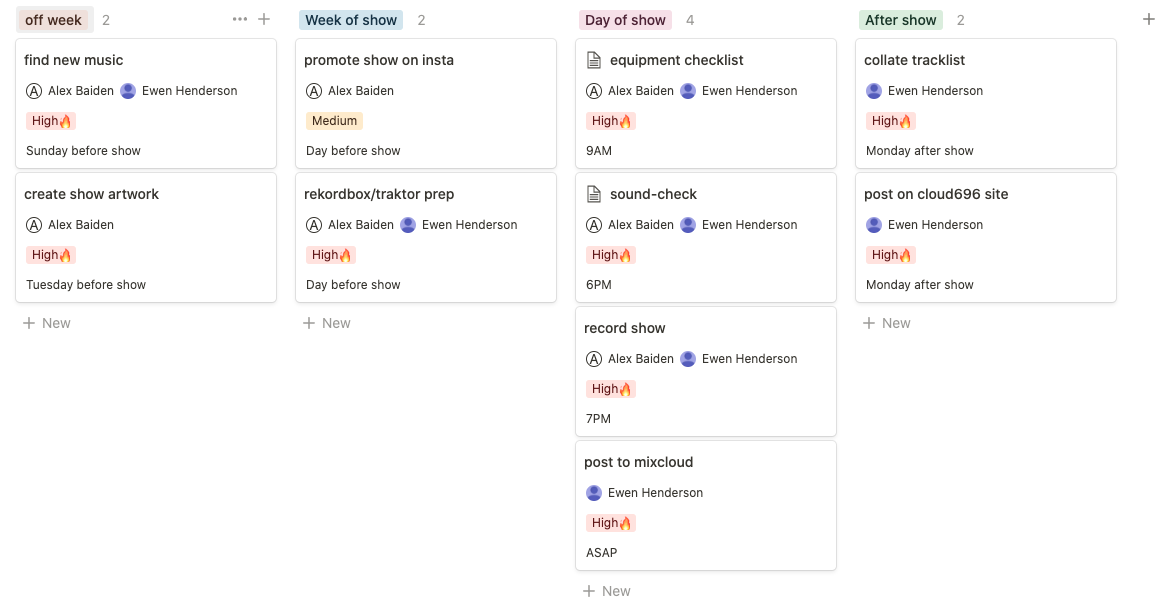 off week 2 ••• +
find new music
Alex Baiden Ewen Henderson
High🔥
Sunday before show
create show artwork
Alex Baiden
High🔥
Tuesday before show
+ New
Week of show 2
promote show on insta
Alex Baiden
Medium
Day before show
rekordbox/traktor prep
Alex Baiden Ewen Henderson
High🔥
Day before show
+ New
Day of show 4
equipment checklist
Alex Baiden Ewen Henderson
High🔥
9AM
sound-check
Alex Baiden Ewen Henderson
High🔥
6PM
record show
Alex Baiden Ewen Henderson
High🔥
7PM
post to mixcloud
Ewen Henderson
High🔥
ASAP
+ New
After show 2
collate tracklist
Ewen Henderson
High🔥
Monday after show
post on cloud696 site
Ewen Henderson
High🔥
Monday after show
+ New